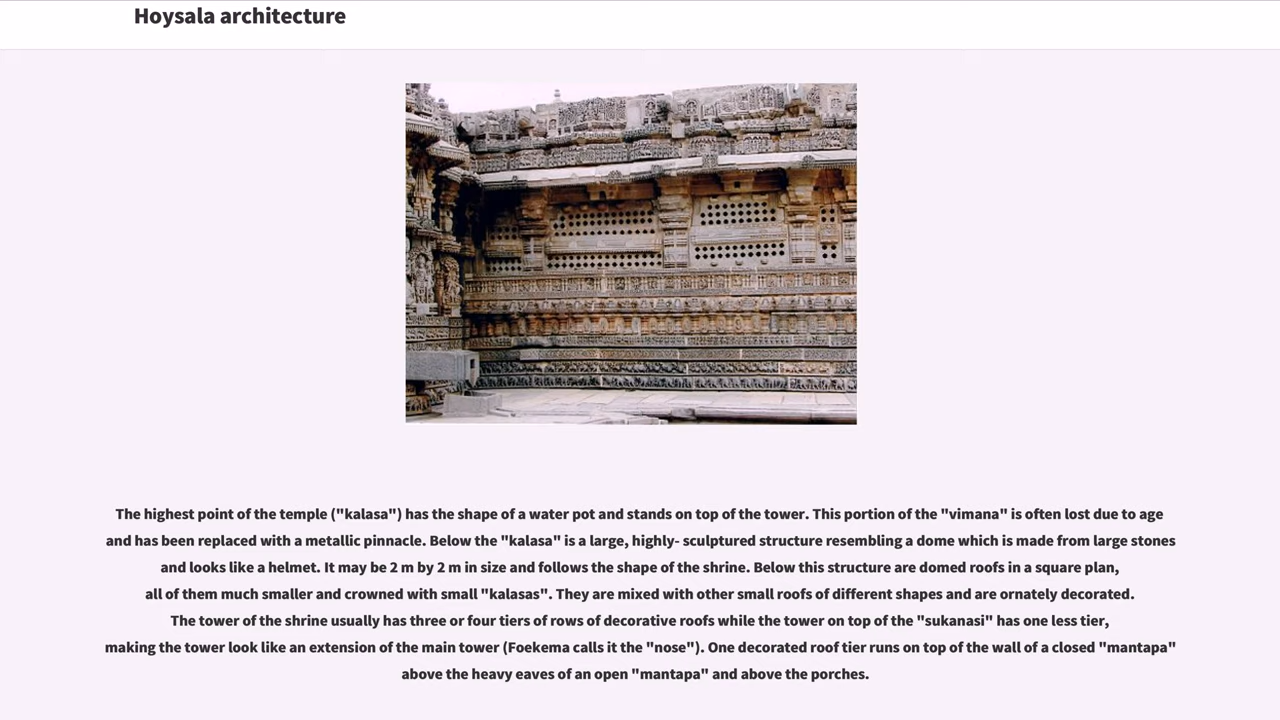 Hoysala architecture
The highest point of the temple ("kalasa") has the shape of a water pot and stands on top of the tower. This portion of the "vimana" is often lost due to age
and has been replaced with a metallic pinnacle. Below the "kalasa" is a large, highly- sculptured structure resembling a dome which is made from large stones
and looks like a helmet. It may be 2 m by 2 m in size and follows the shape of the shrine. Below this structure are domed roofs in a square plan,
all of them much smaller and crowned with small "kalasas". They are mixed with other small roofs of different shapes and are ornately decorated.
The tower of the shrine usually has three or four tiers of rows of decorative roofs while the tower on top of the "sukanasi" has one less tier,
making the tower look like an extension of the main tower (Foekema calls it the "nose"). One decorated roof tier runs on top of the wall of a closed "mantapa"
above the heavy eaves of an open "mantapa" and above the porches.